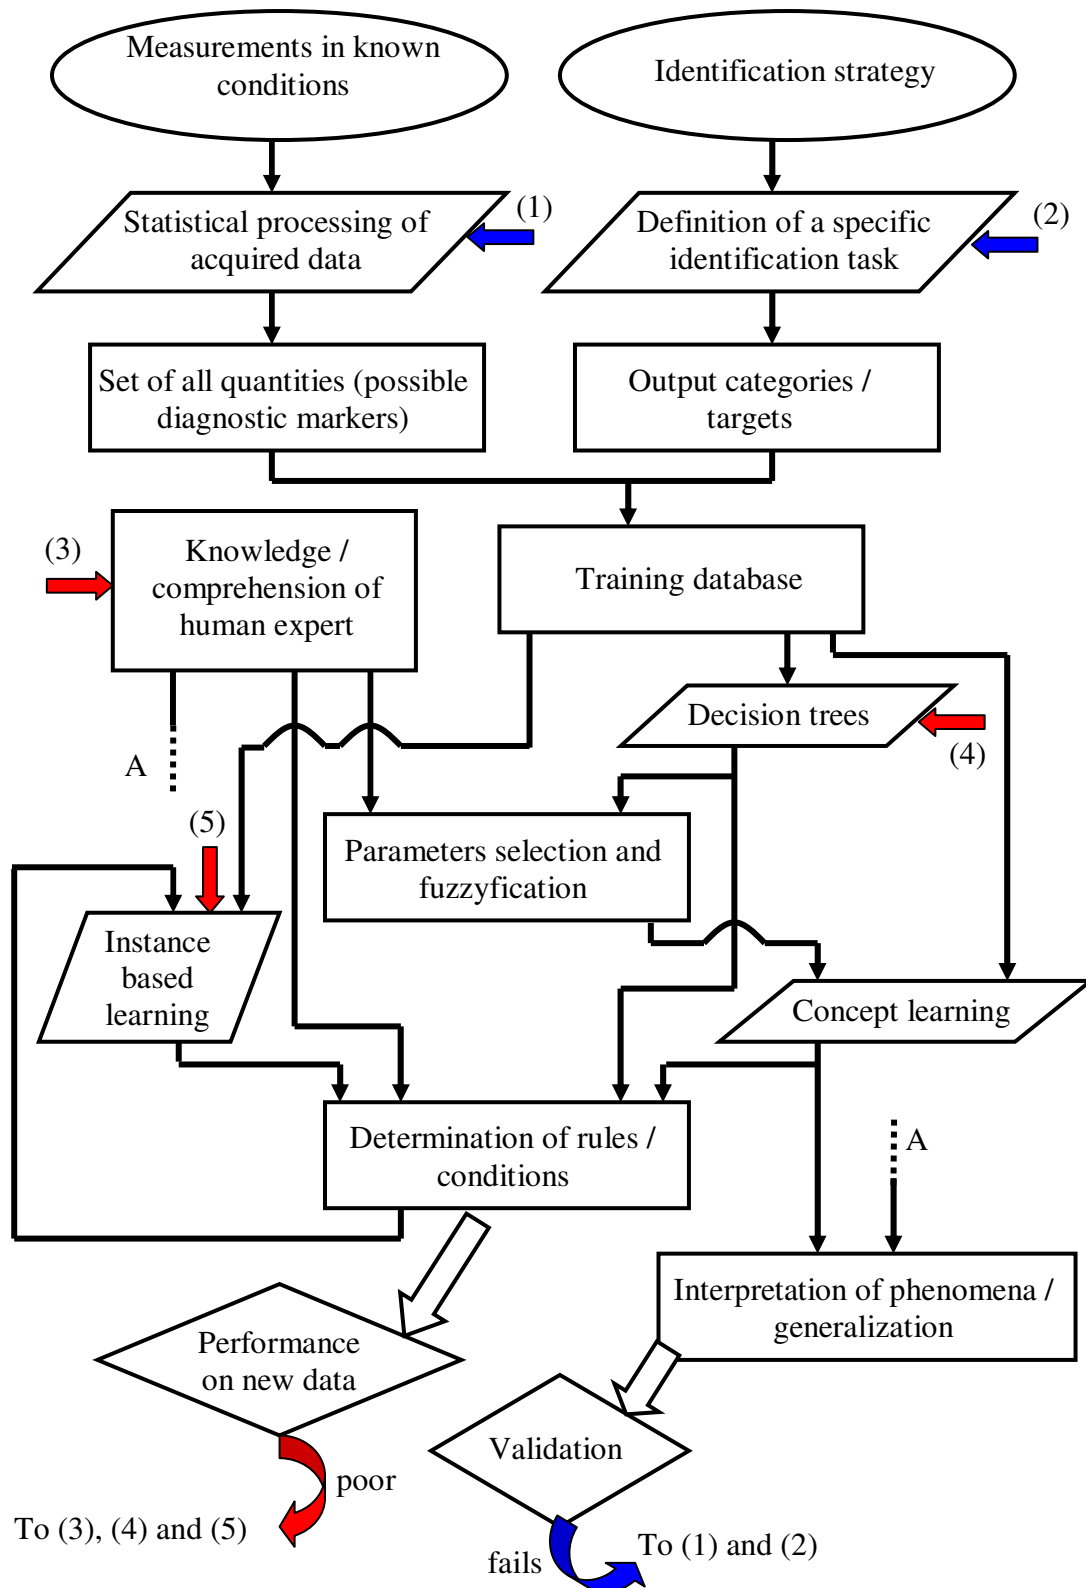 Measurements in known
conditions
Identification strategy
Statistical processing of
acquired data
(1)
Definition of a specific
identification task
(2)
Set of all quantities (possible
diagnostic markers)
Output categories /
targets
(3)
Knowledge /
comprehension of
human expert
Training database
Decision trees
(4)
A
(5)
Parameters selection and
fuzzyfication
Instance
based
learning
Concept learning
Determination of rules /
conditions
A
Interpretation of phenomena /
generalization
Performance
on new data
Validation
poor
To (3), (4) and (5)
fails
To (1) and (2)